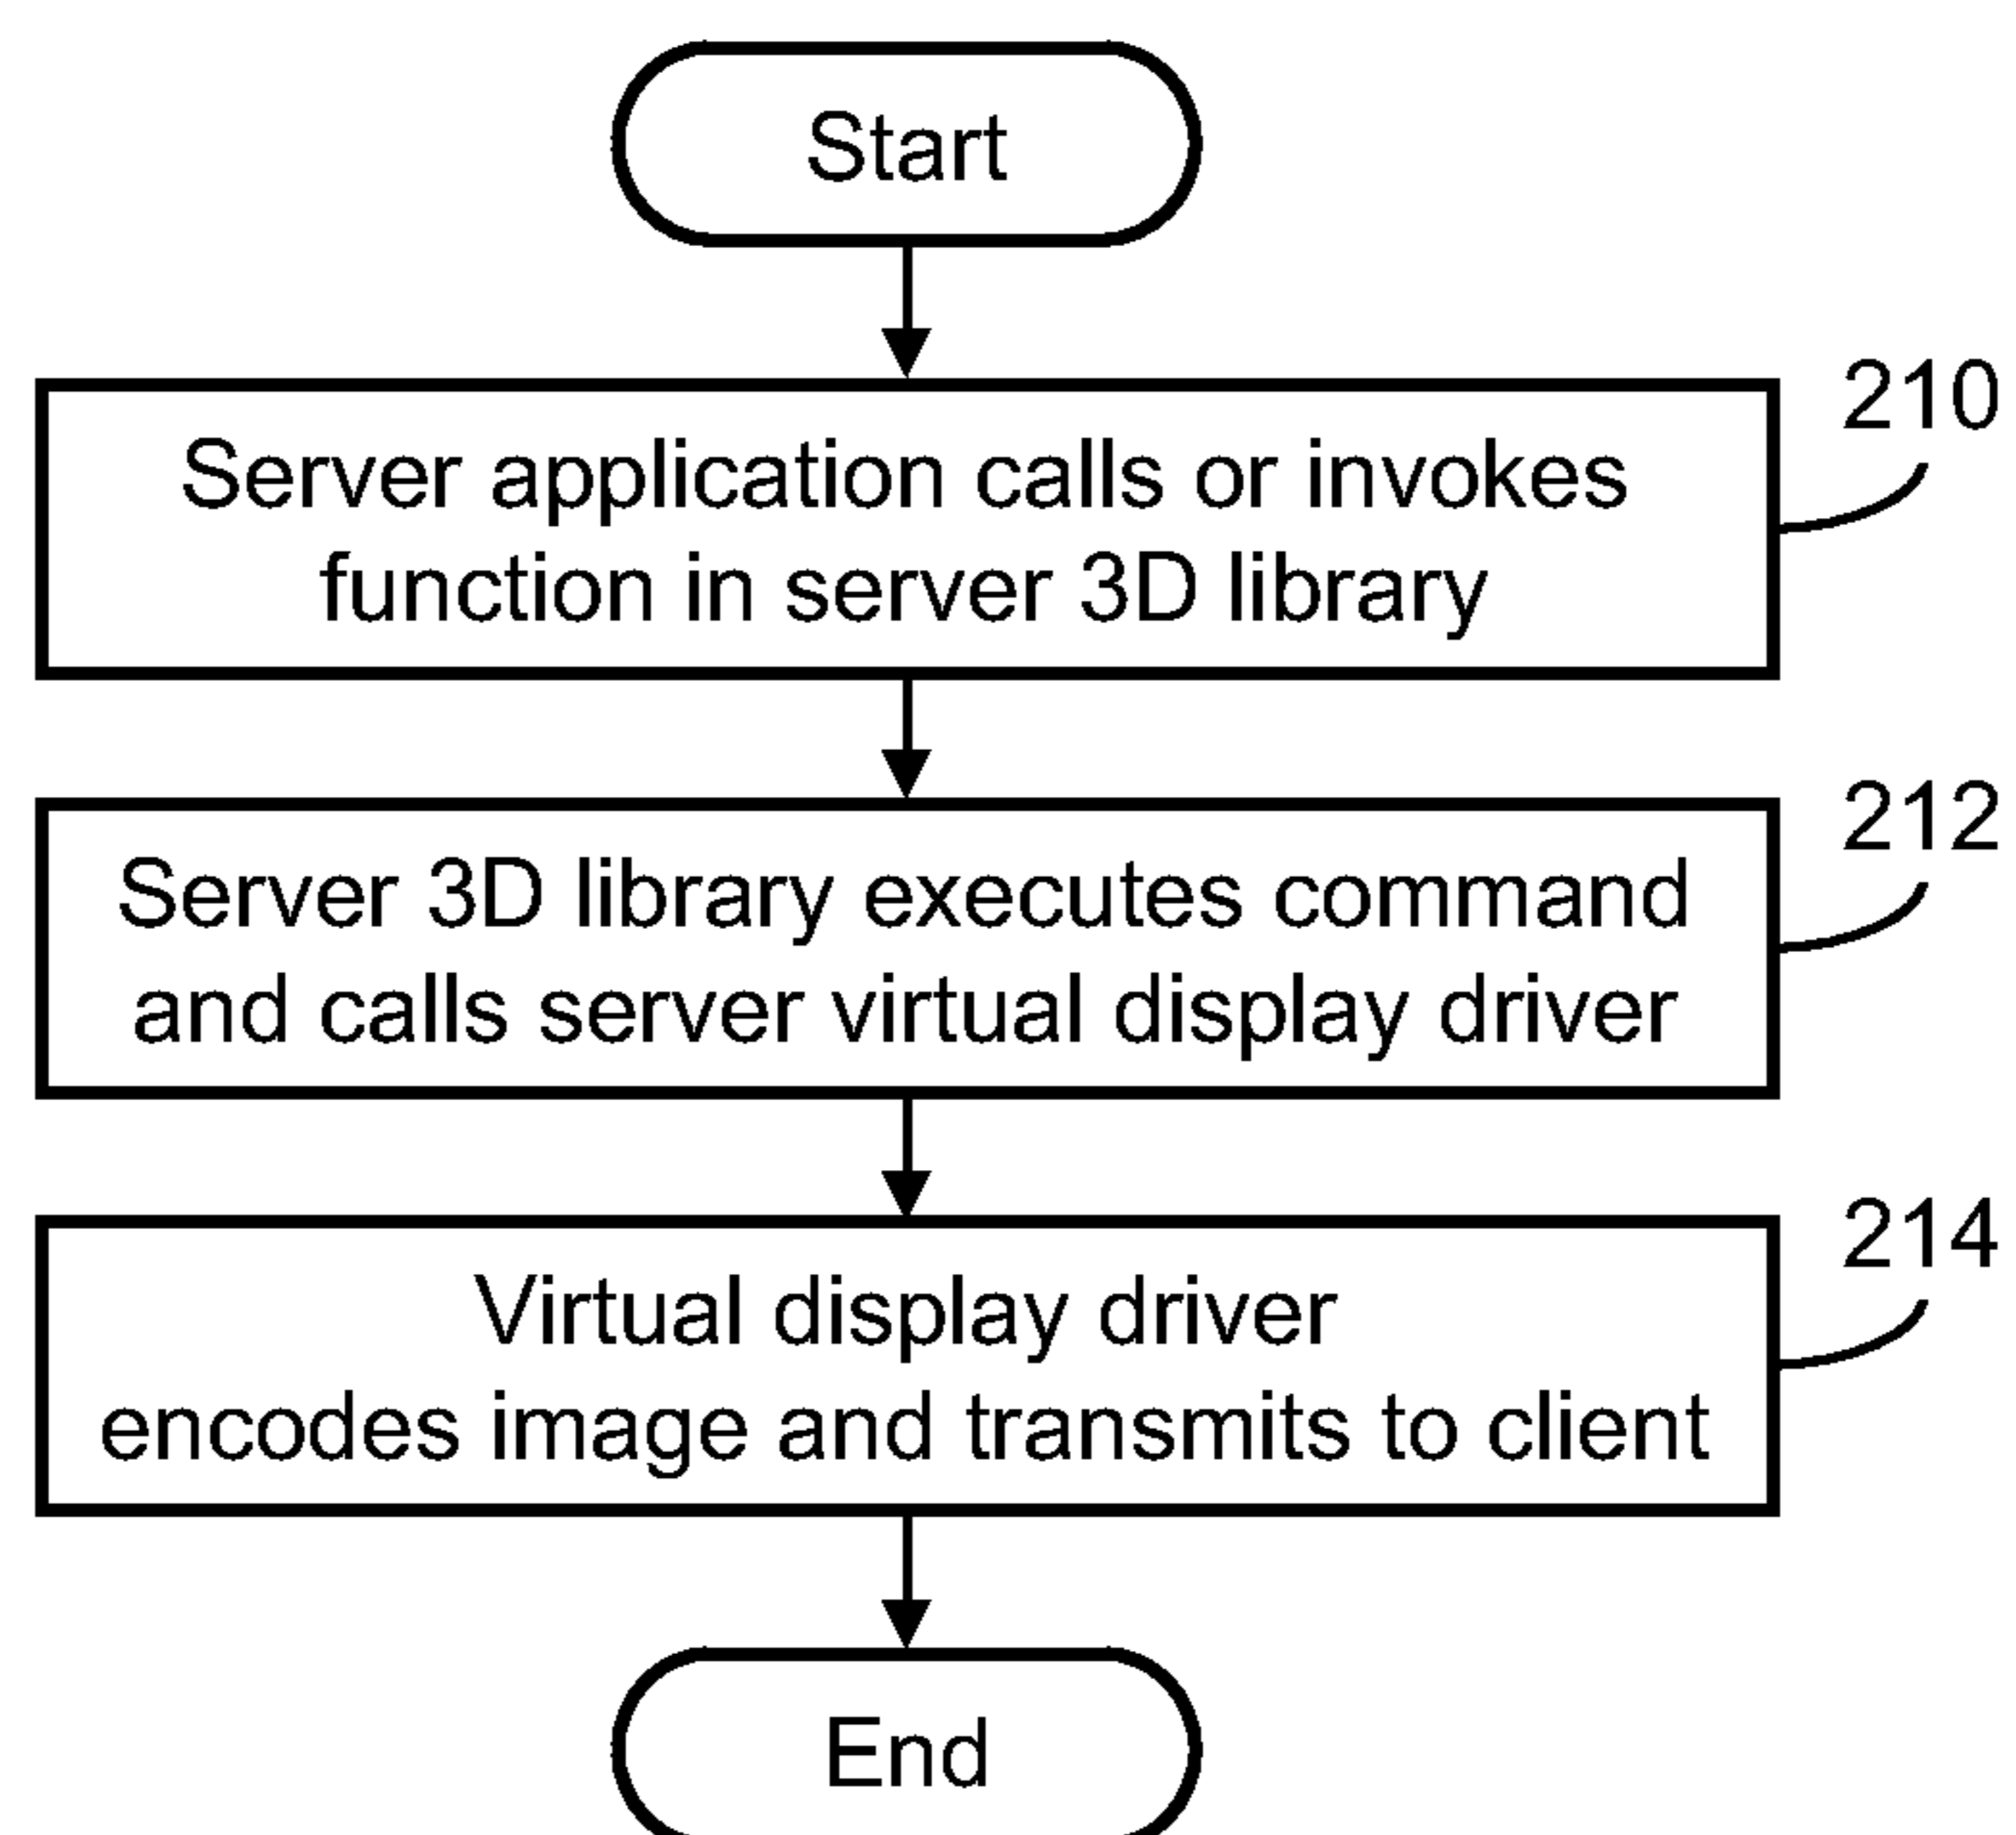 Start
210
Server application calls or invokes
function in server 3D library
212
Server 3D library executes command
and calls server virtual display driver
214
Virtual display driver
encodes image and transmits to client
End